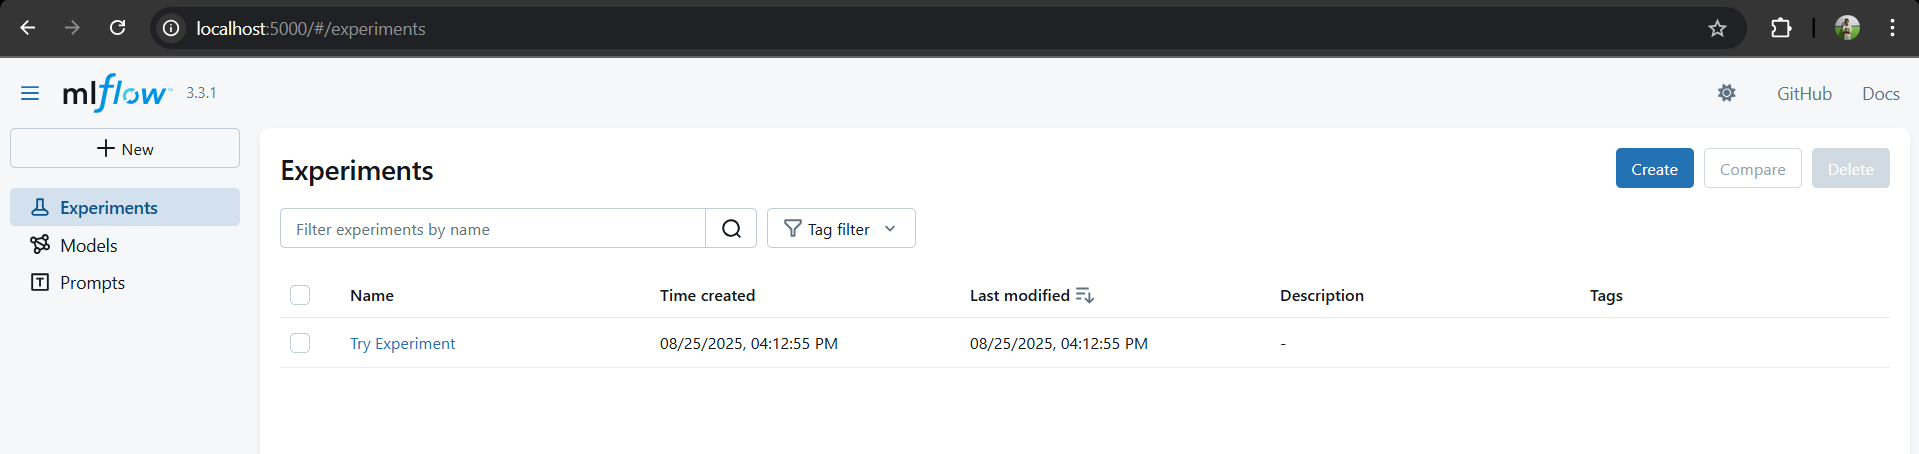 localhost:5000/#/experiments
mlflow™ 3.3.1
GitHub Docs
New
Experiments
Models
Prompts
Experiments
Create Compare Delete
Filter experiments by name Tag filter
Name Time created Last modified Description Tags
Try Experiment 08/25/2025, 04:12:55 PM 08/25/2025, 04:12:55 PM -